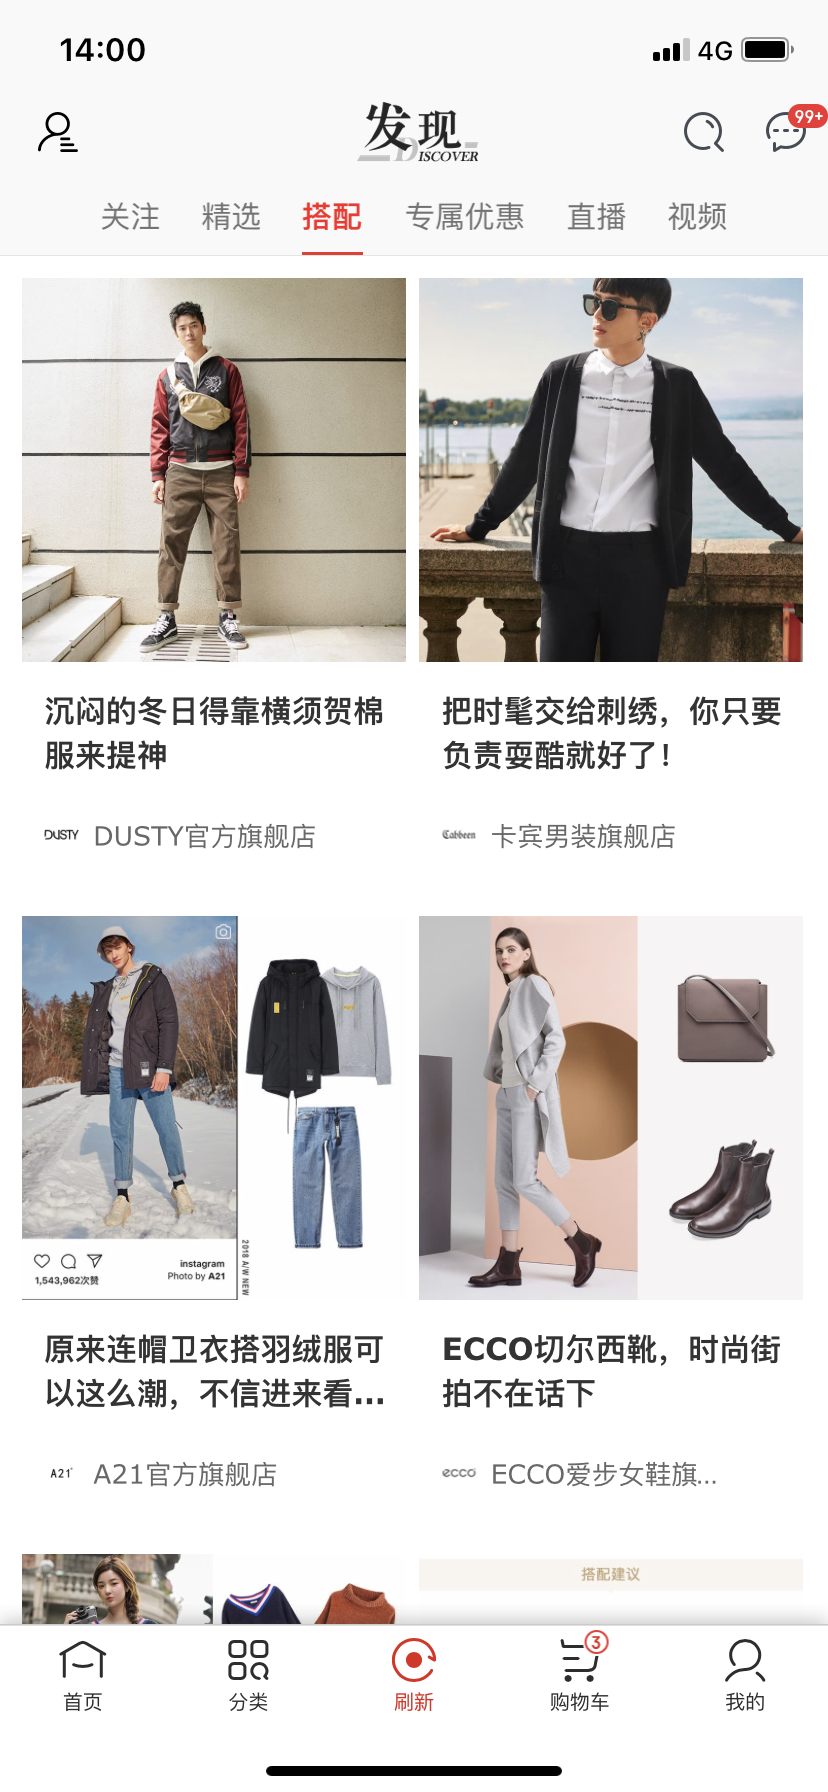 14:00
4G
发现
DISCOVER
99+
关注 精选 搭配 专属优惠 直播 视频
沉闷的冬日得靠横须贺棉
服来提神
DUSTY DUSTY官方旗舰店
把时髦交给刺绣，你只要
负责耍酷就好了！
Cabbeen 卡宾男装旗舰店
instagram
1,543,962次赞
Photo by A21
2018 A/W NEW
原来连帽卫衣搭羽绒服可
以这么潮，不信进来看...
A21 A21官方旗舰店
ECCO切尔西靴，时尚街
拍不在话下
ecco ECCO爱步女鞋旗...
搭配建议
3
首页 分类 刷新 购物车 我的